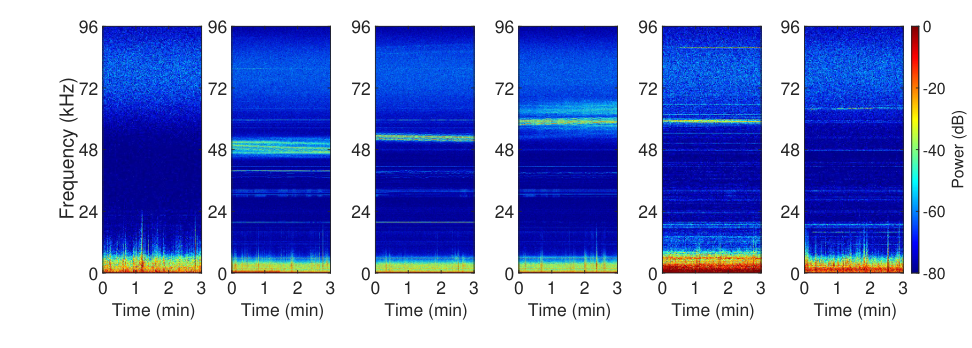 96 96 96 96 96 96 0
72 72 72 72 72 72 -20
48 48 48 48 48 48 -40
24 24 24 24 24 24 -60
0 0 0 0 0 0 -80
0 1 2 3 0 1 2 3 0 1 2 3 0 1 2 3 0 1 2 3 0 1 2 3
Time (min) Time (min) Time (min) Time (min) Time (min) Time (min)
Frequency (kHz)
Power (dB)